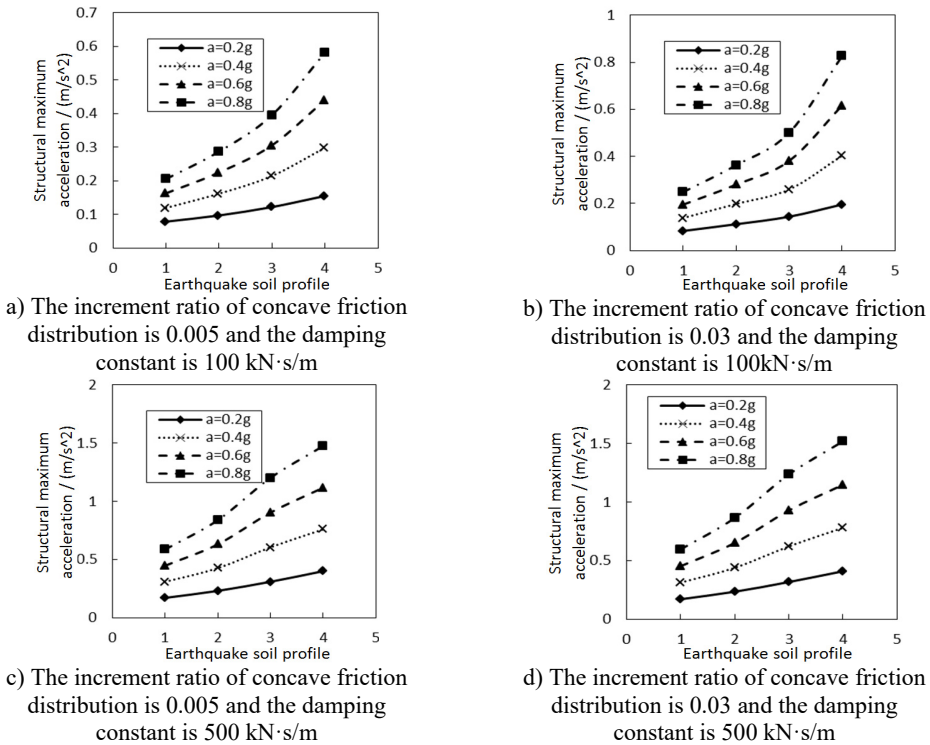 0.7
0.6
0.5
0.4
0.3
0.2
0.1
0
Structural maximum
acceleration / (m/s^2)
a=0.2g
a=0.4g
a=0.6g
a=0.8g
0 1 2 3 4 5
Earthquake soil profile
a) The increment ratio of concave friction
distribution is 0.005 and the damping
constant is 100 kN·s/m
1
0.8
0.6
0.4
0.2
0
Structural maximum
acceleration / (m/s^2)
a=0.2g
a=0.4g
a=0.6g
a=0.8g
0 1 2 3 4 5
Earthquake soil profile
b) The increment ratio of concave friction
distribution is 0.03 and the damping
constant is 100kN·s/m
2
1.5
1
0.5
0
Structural maximum
acceleration / (m/s^2)
a=0.2g
a=0.4g
a=0.6g
a=0.8g
0 1 2 3 4 5
Earthquake soil profile
c) The increment ratio of concave friction
distribution is 0.005 and the damping
constant is 500 kN·s/m
2
1.5
1
0.5
0
Structural maximum
acceleration / (m/s^2)
a=0.2g
a=0.4g
a=0.6g
a=0.8g
0 1 2 3 4 5
Earthquake soil profile
d) The increment ratio of concave friction
distribution is 0.03 and the damping
constant is 500 kN·s/m